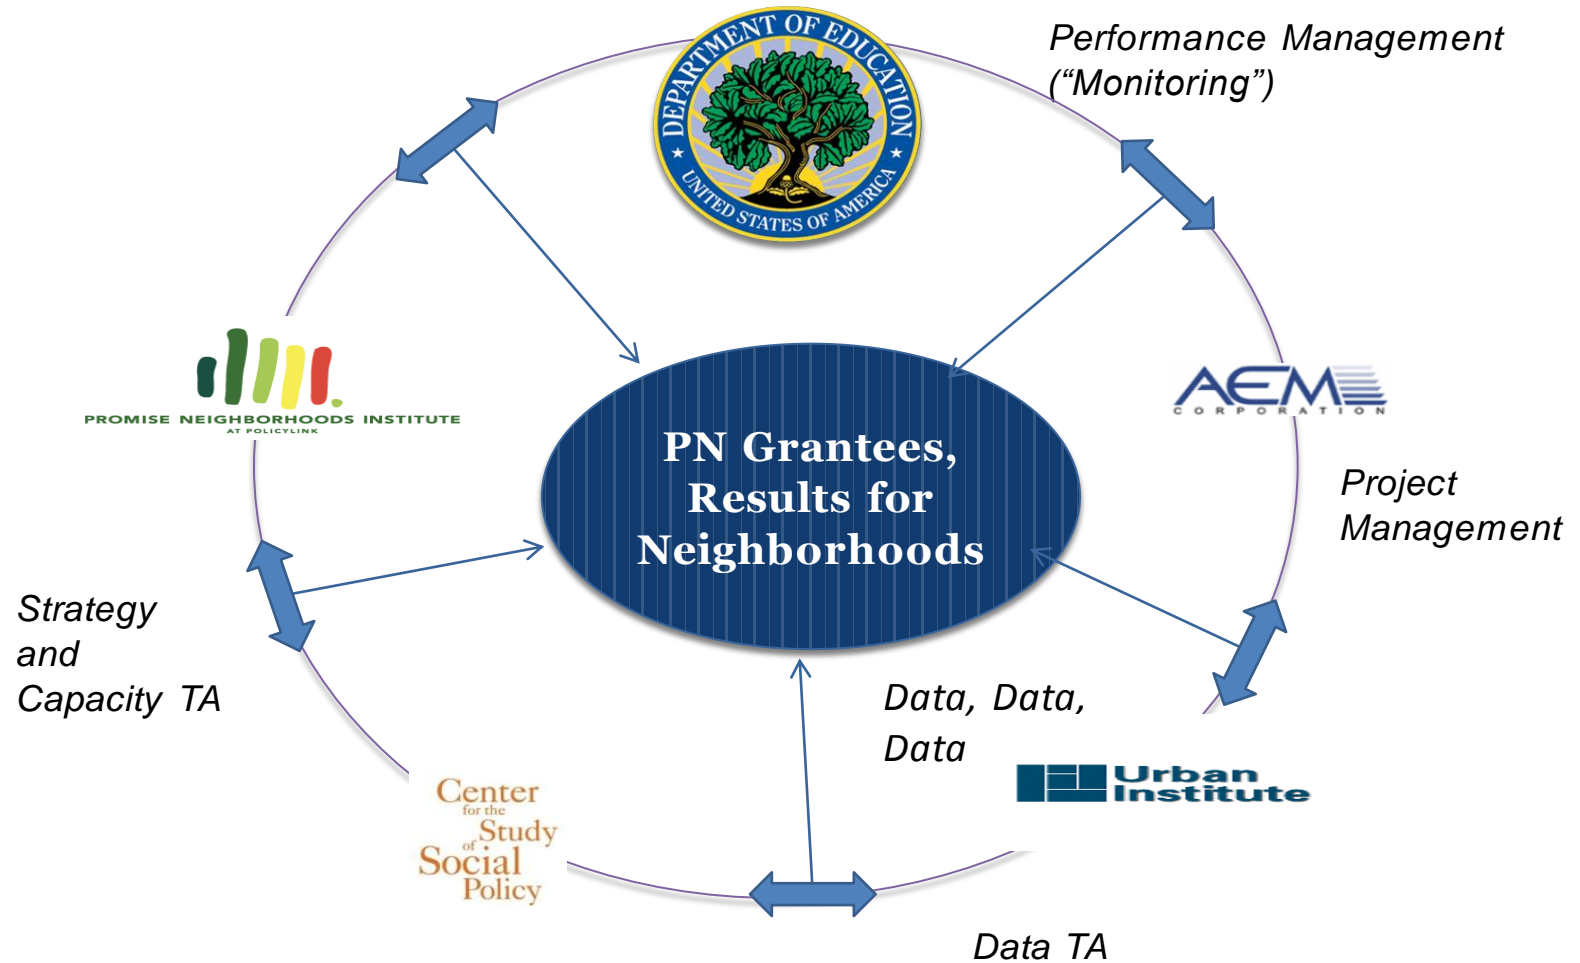 DEPARTMENT OF EDUCATION
UNITED STATES OF AMERICA
Performance Management
(“Monitoring”)
PROMISE NEIGHBORHOODS INSTITUTE
AT POLICYLINK
AEM
CORPORATION
PN Grantees,
Results for
Neighborhoods
Project
Management
Strategy
and
Capacity TA
Data, Data,
Data
Urban
Institute
Center
for the
Study
of
Social
Policy
Data TA